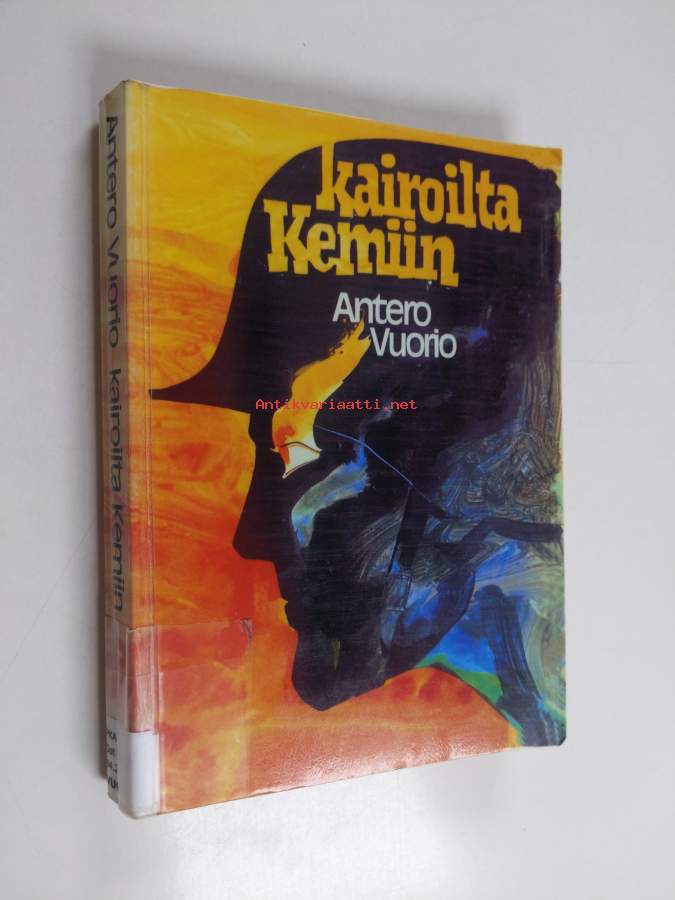 kairoilta
Kemiin
Antero
Vuorio
Antikvariaatti.net
Antero Vuorio kairoilta Kemiin